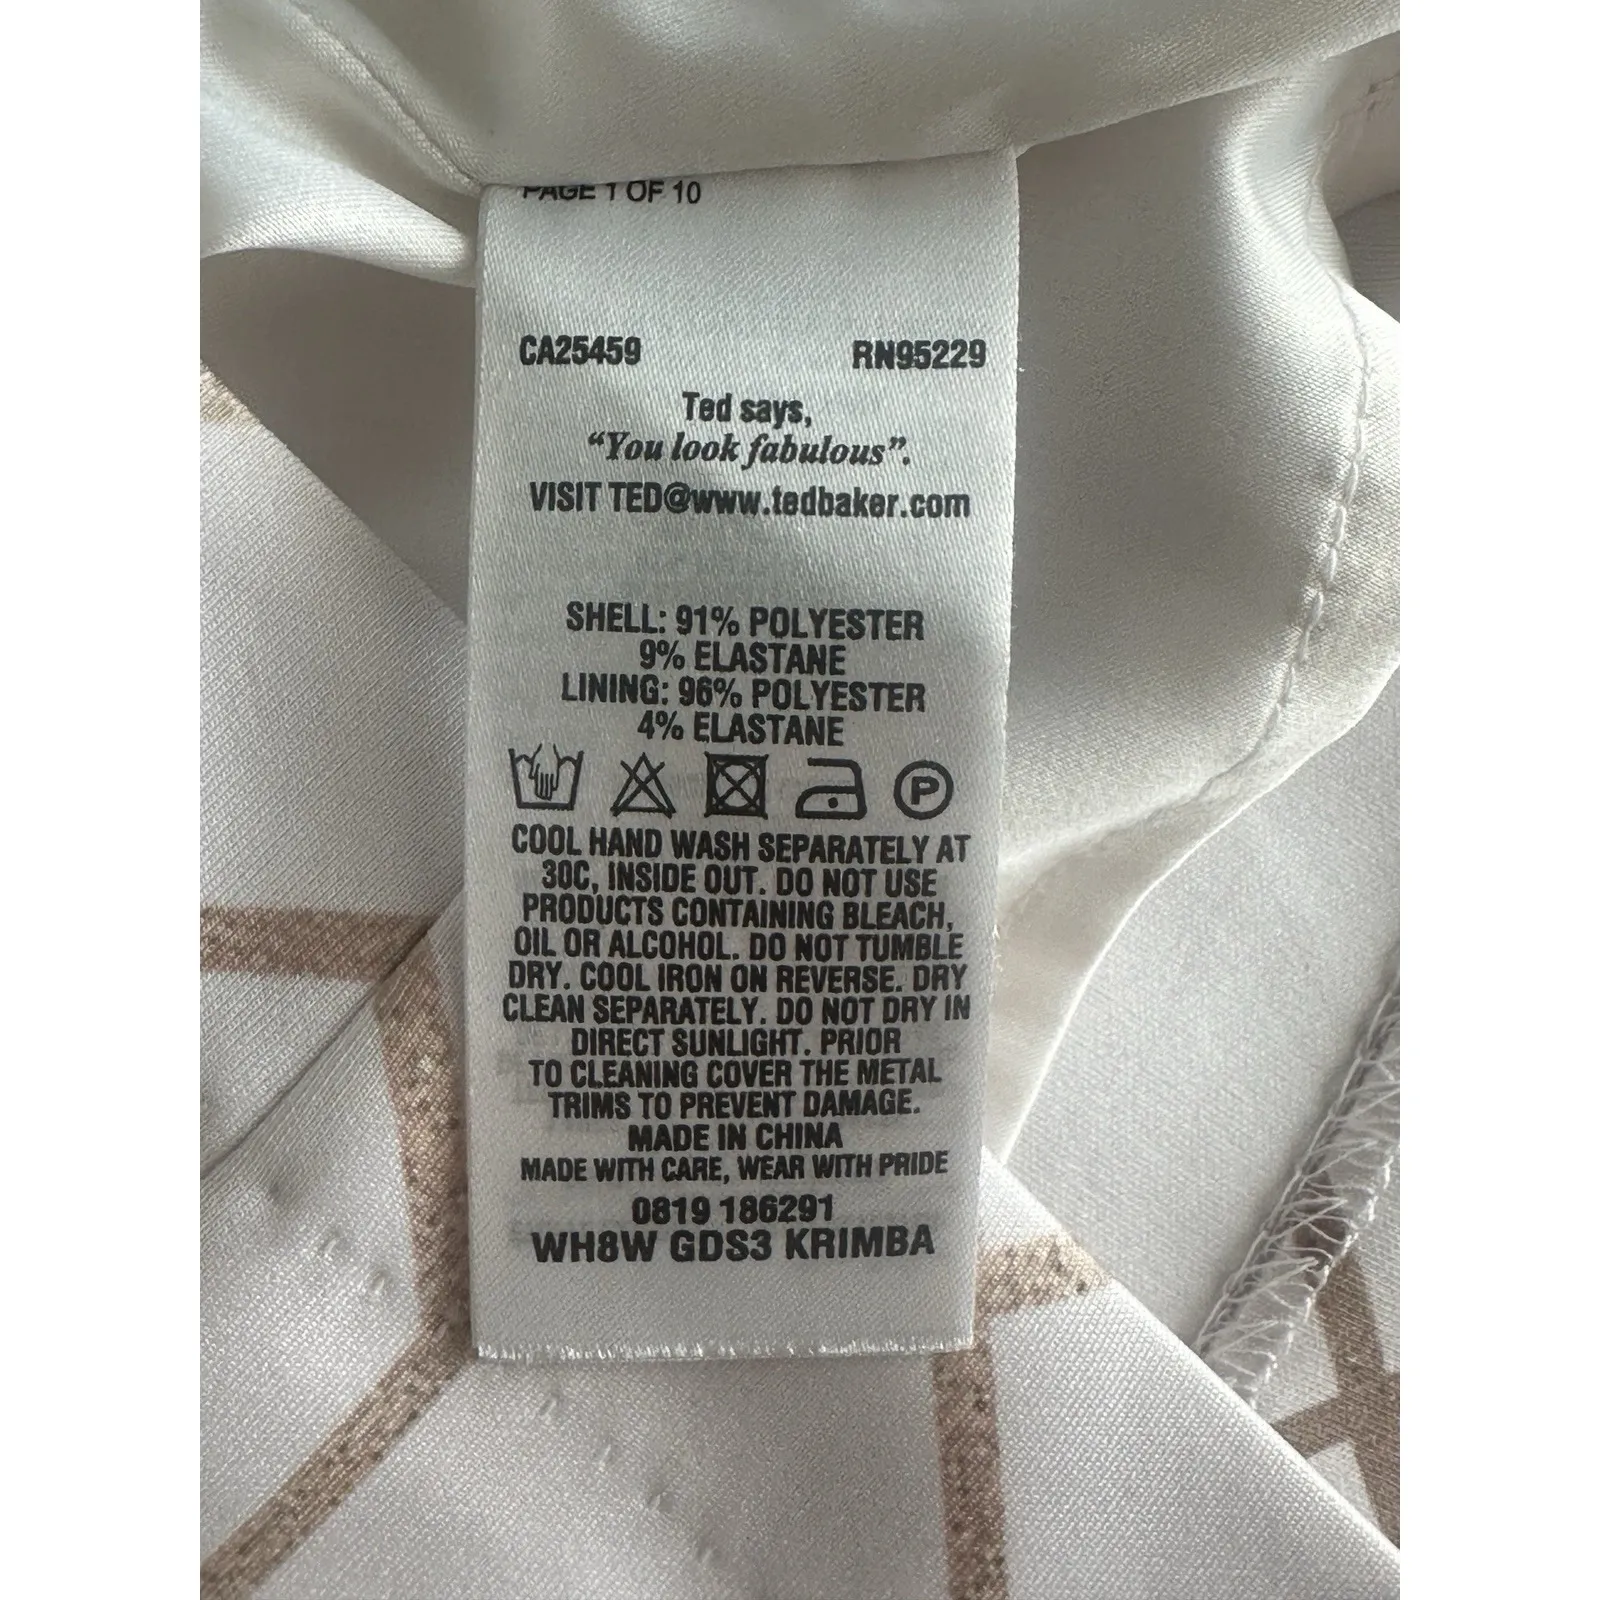 PAGE 1 OF 10
CA25459 RN95229
Ted says,
“You look fabulous”.
VISIT TED@www.tedbaker.com
SHELL: 91% POLYESTER
9% ELASTANE
LINING: 96% POLYESTER
4% ELASTANE
P
COOL HAND WASH SEPARATELY AT
30C, INSIDE OUT. DO NOT USE
PRODUCTS CONTAINING BLEACH,
OIL OR ALCOHOL. DO NOT TUMBLE
DRY. COOL IRON ON REVERSE. DRY
CLEAN SEPARATELY. DO NOT DRY IN
DIRECT SUNLIGHT. PRIOR
TO CLEANING COVER THE METAL
TRIMS TO PREVENT DAMAGE.
MADE IN CHINA
MADE WITH CARE, WEAR WITH PRIDE
0819 186291
WH8W GDS3 KRIMBA